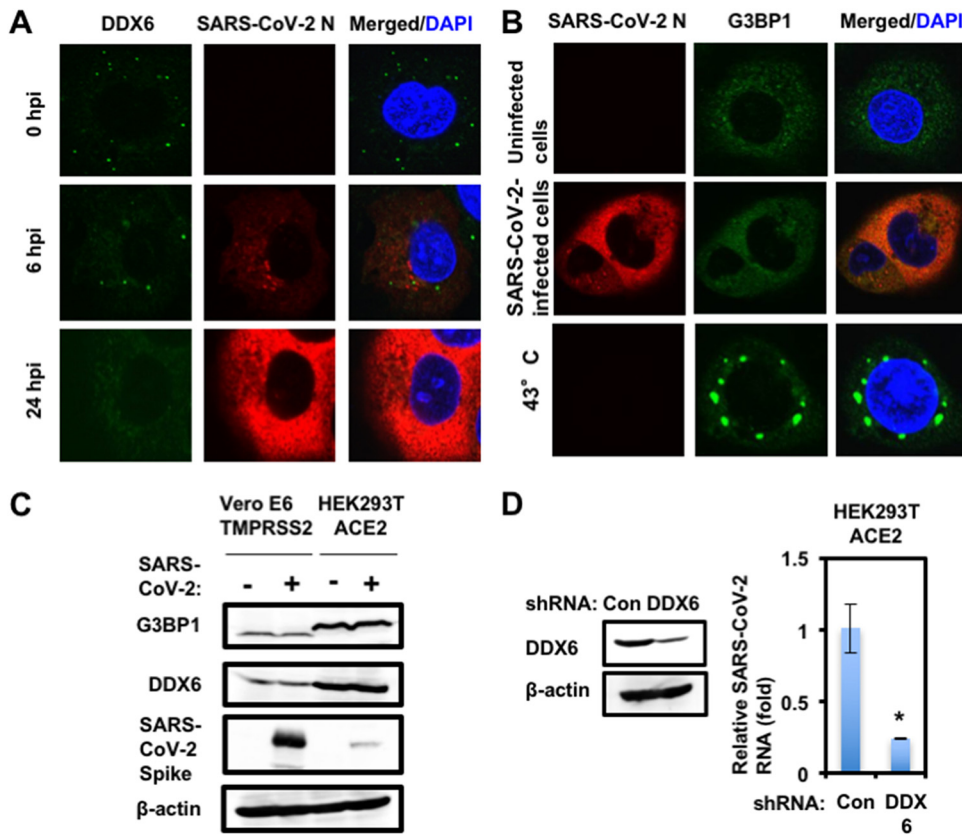 A
DDX6 SARS-CoV-2 N Merged/DAPI
0 hpi
6 hpi
24 hpi
B
SARS-CoV-2 N G3BP1 Merged/DAPI
Uninfected
cells
SARS-CoV-2-
infected cells
43° C
C
Vero E6 HEK293T
TMPRSS2 ACE2
SARS-
CoV-2: - + - +
G3BP1
DDX6
SARS-
CoV-2
Spike
β-actin
D
shRNA: Con DDX6
DDX6
β-actin
HEK293T
ACE2
Relative SARS-CoV-2
RNA (fold)
1.5
1
0.5
0
*
shRNA: Con DDX
6